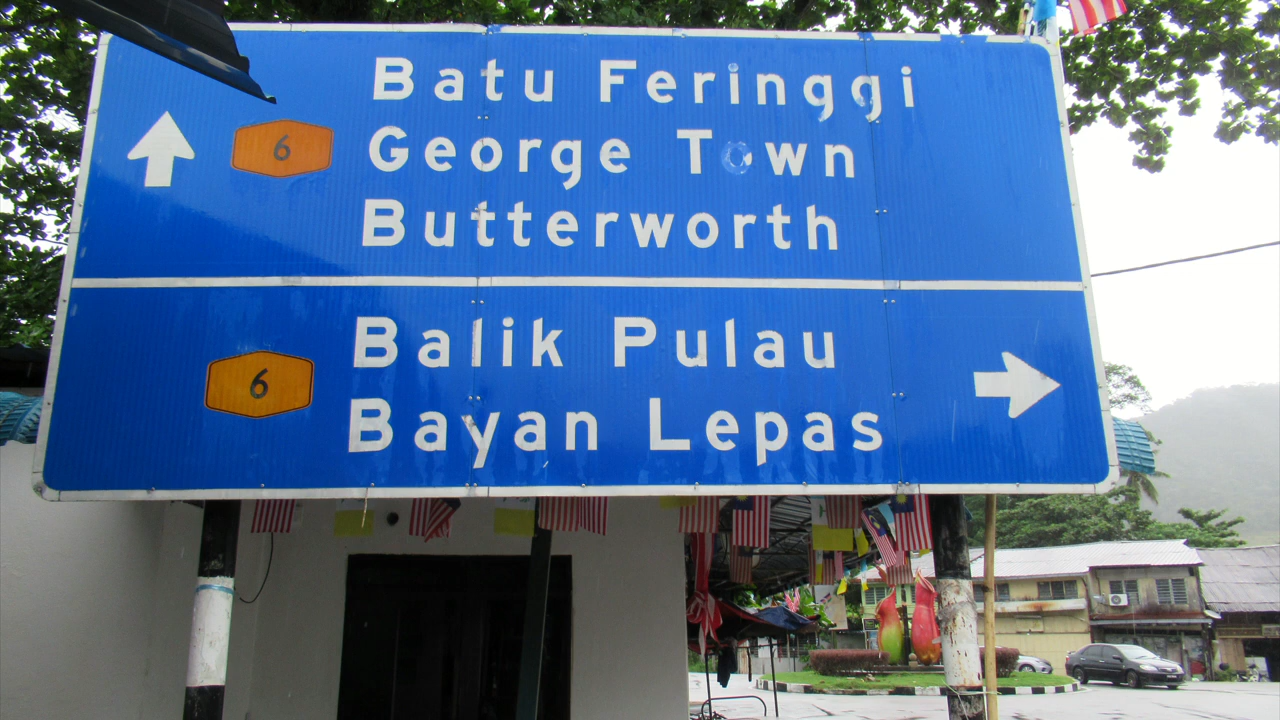 Batu Feringgi
6 George Town
Butterworth
Balik Pulau
6
Bayan Lepas